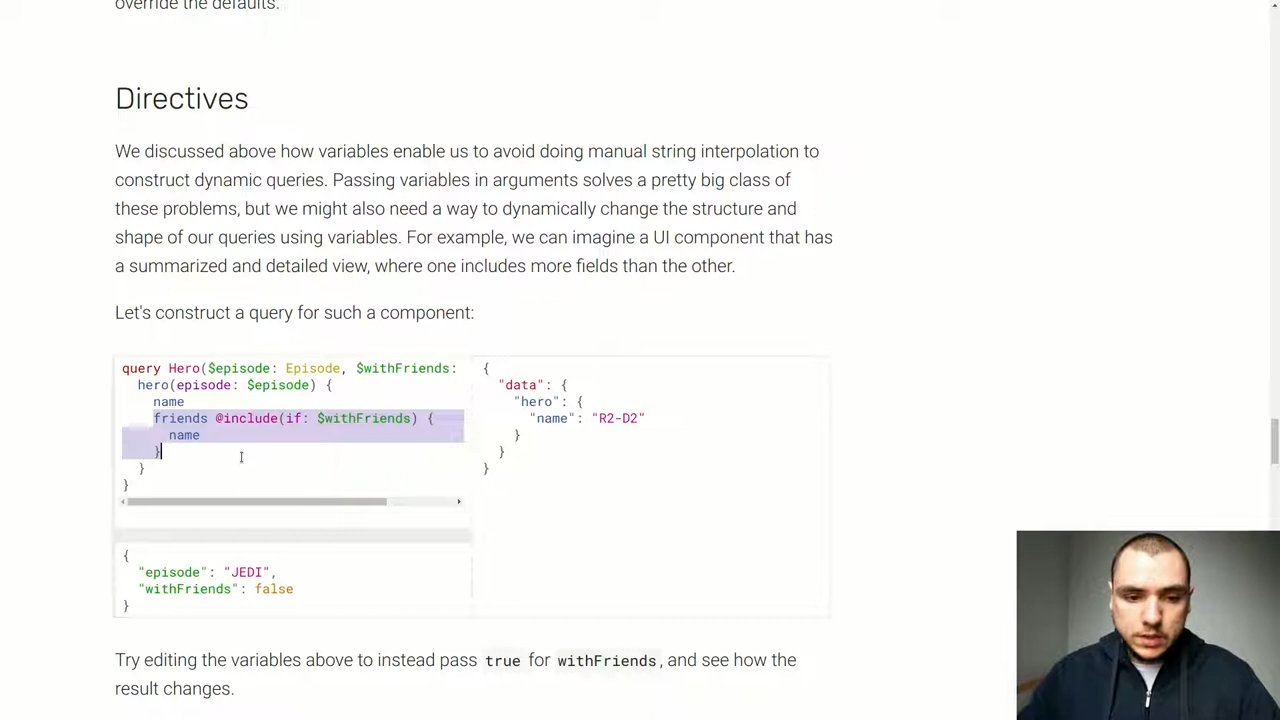 override the defaults.
Directives
We discussed above how variables enable us to avoid doing manual string interpolation to
construct dynamic queries. Passing variables in arguments solves a pretty big class of
these problems, but we might also need a way to dynamically change the structure and
shape of our queries using variables. For example, we can imagine a UI component that has
a summarized and detailed view, where one includes more fields than the other.
Let's construct a query for such a component:
query Hero($episode: Episode, $withFriends:
  hero(episode: $episode) {
    name
    friends @include(if: $withFriends) {
      name
    }
  }
}
{
  "data": {
    "hero": {
      "name": "R2-D2"
    }
  }
}
{
  "episode": "JEDI",
  "withFriends": false
}
Try editing the variables above to instead pass true for withFriends, and see how the
result changes.